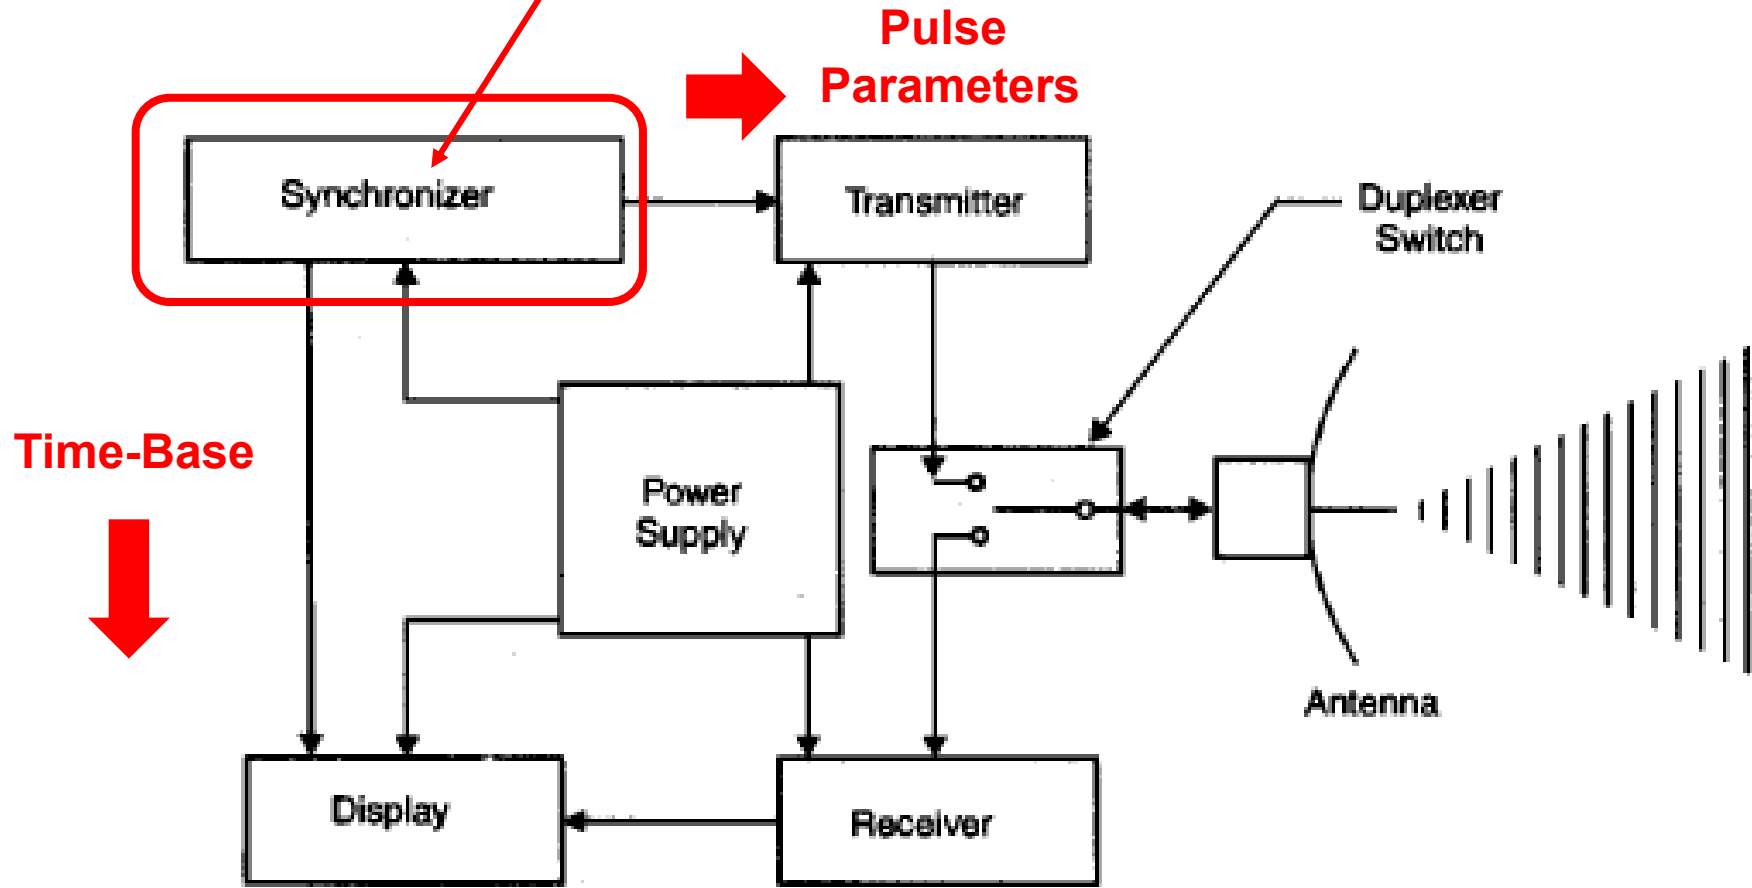 Pulse
Parameters
Synchronizer
Transmitter
Duplexer
Switch
Time-Base
Power
Supply
Antenna
Display
Receiver